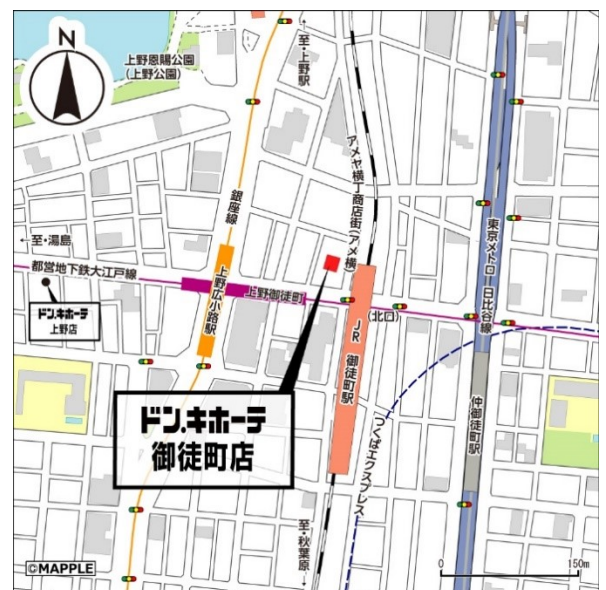 N
上野恩賜公園
(上野公園)
←至・上野駅
アメヤ横丁商店街(アメ横)
銀座線
←至・湯島
都営地下鉄大江戸線
ドン.キホーテ
上野店
上野広小路駅
上野御徒町
(北口)
JR 御徒町駅
東京メトロ 日比谷線
仲御徒町駅
つくばエクスプレス
ドン.キホーテ
御徒町店
至・秋葉原→
©MAPPLE
0
150m